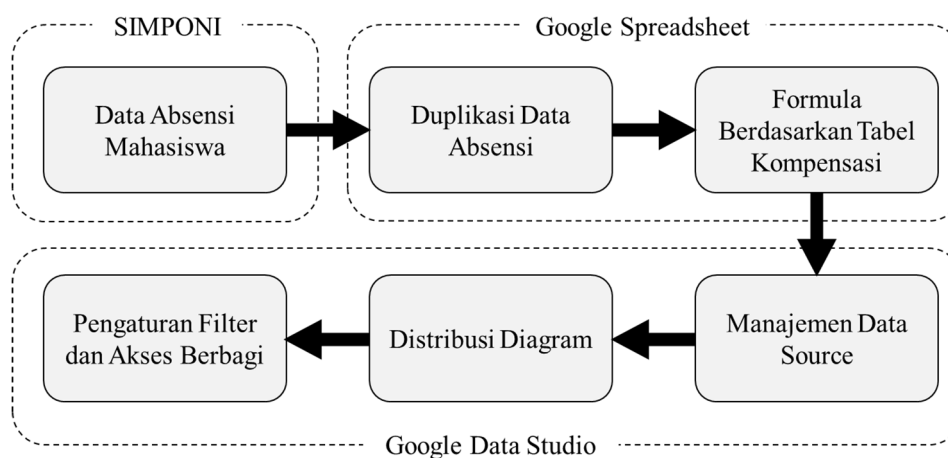 SIMPONI
Google Spreadsheet
Data Absensi
Mahasiswa
Duplikasi Data
Absensi
Formula
Berdasarkan Tabel
Kompensasi
Pengaturan Filter
dan Akses Berbagi
Distribusi Diagram
Manajemen Data
Source
Google Data Studio